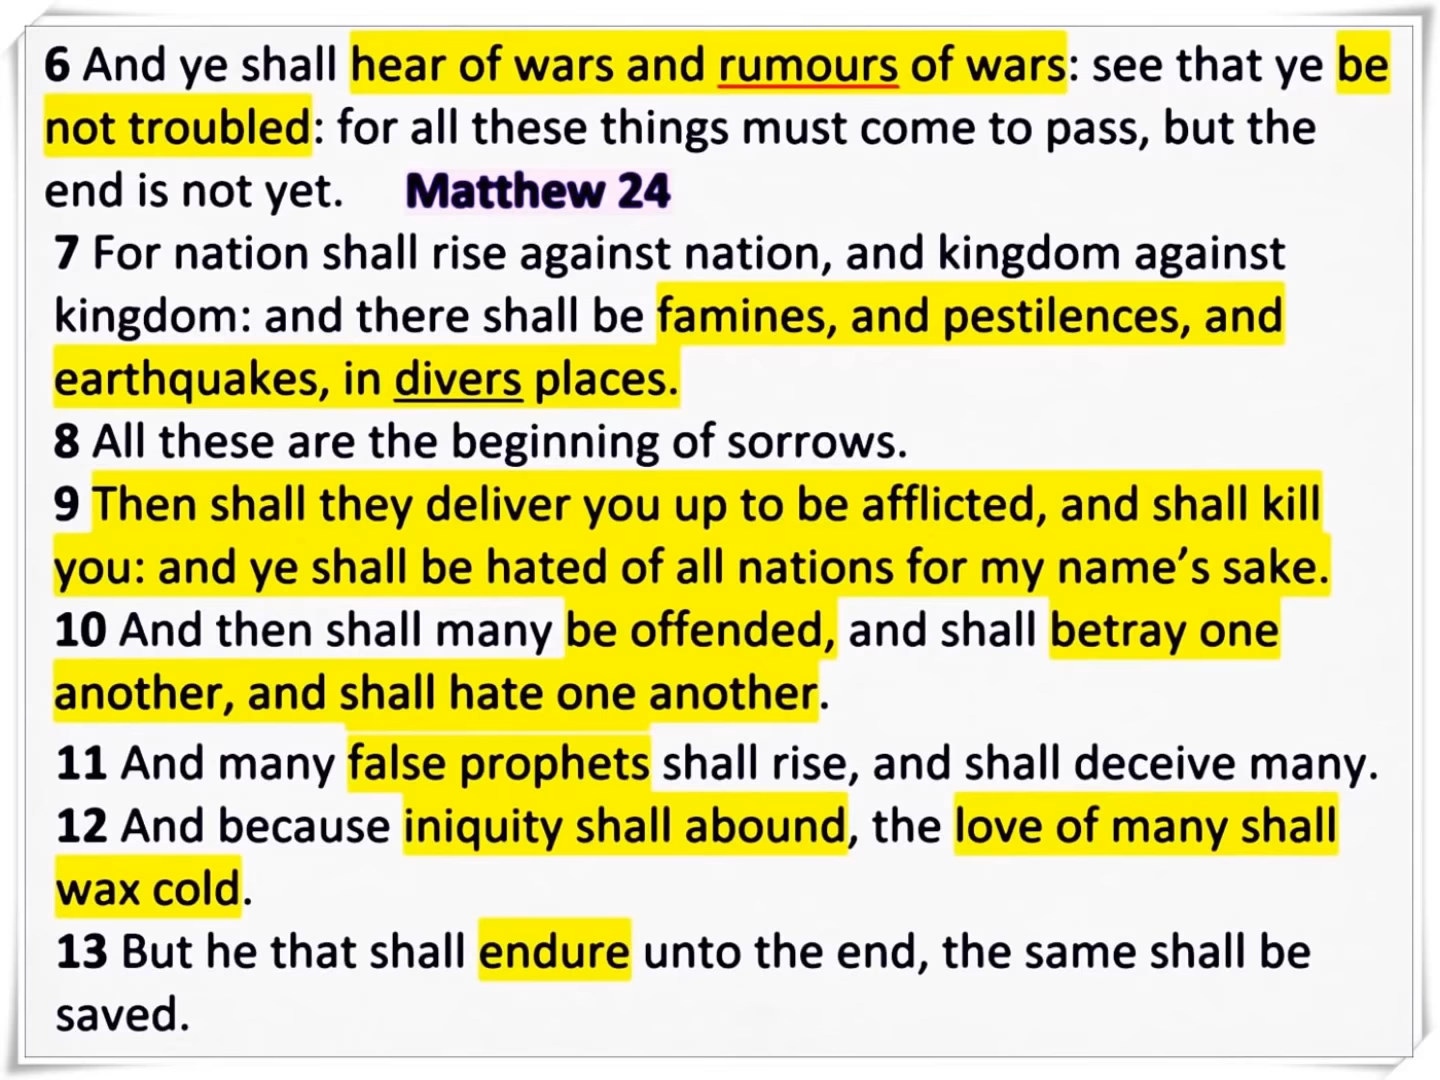 6 And ye shall hear of wars and rumours of wars: see that ye be
not troubled: for all these things must come to pass, but the
end is not yet. Matthew 24
7 For nation shall rise against nation, and kingdom against
kingdom: and there shall be famines, and pestilences, and
earthquakes, in divers places.
8 All these are the beginning of sorrows.
9 Then shall they deliver you up to be afflicted, and shall kill
you: and ye shall be hated of all nations for my name’s sake.
10 And then shall many be offended, and shall betray one
another, and shall hate one another.
11 And many false prophets shall rise, and shall deceive many.
12 And because iniquity shall abound, the love of many shall
wax cold.
13 But he that shall endure unto the end, the same shall be
saved.